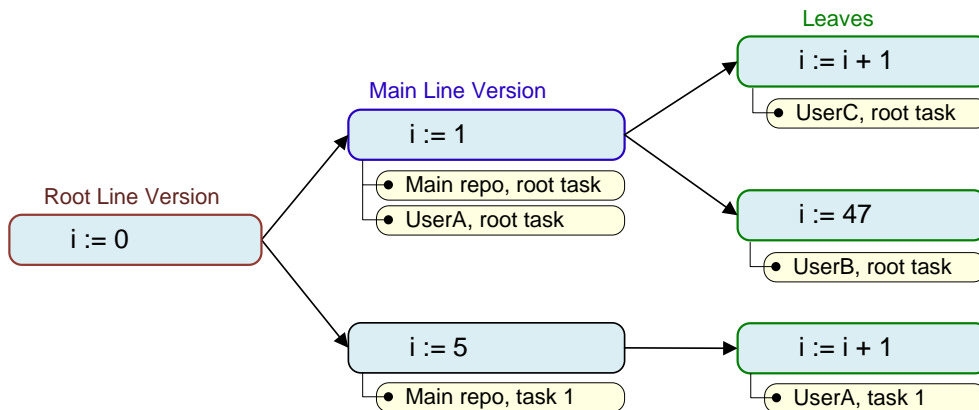 Leaves
i := i + 1
UserC, root task
Main Line Version
i := 1
Main repo, root task
UserA, root task
Root Line Version
i := 0
i := 47
UserB, root task
i := 5
Main repo, task 1
i := i + 1
UserA, task 1